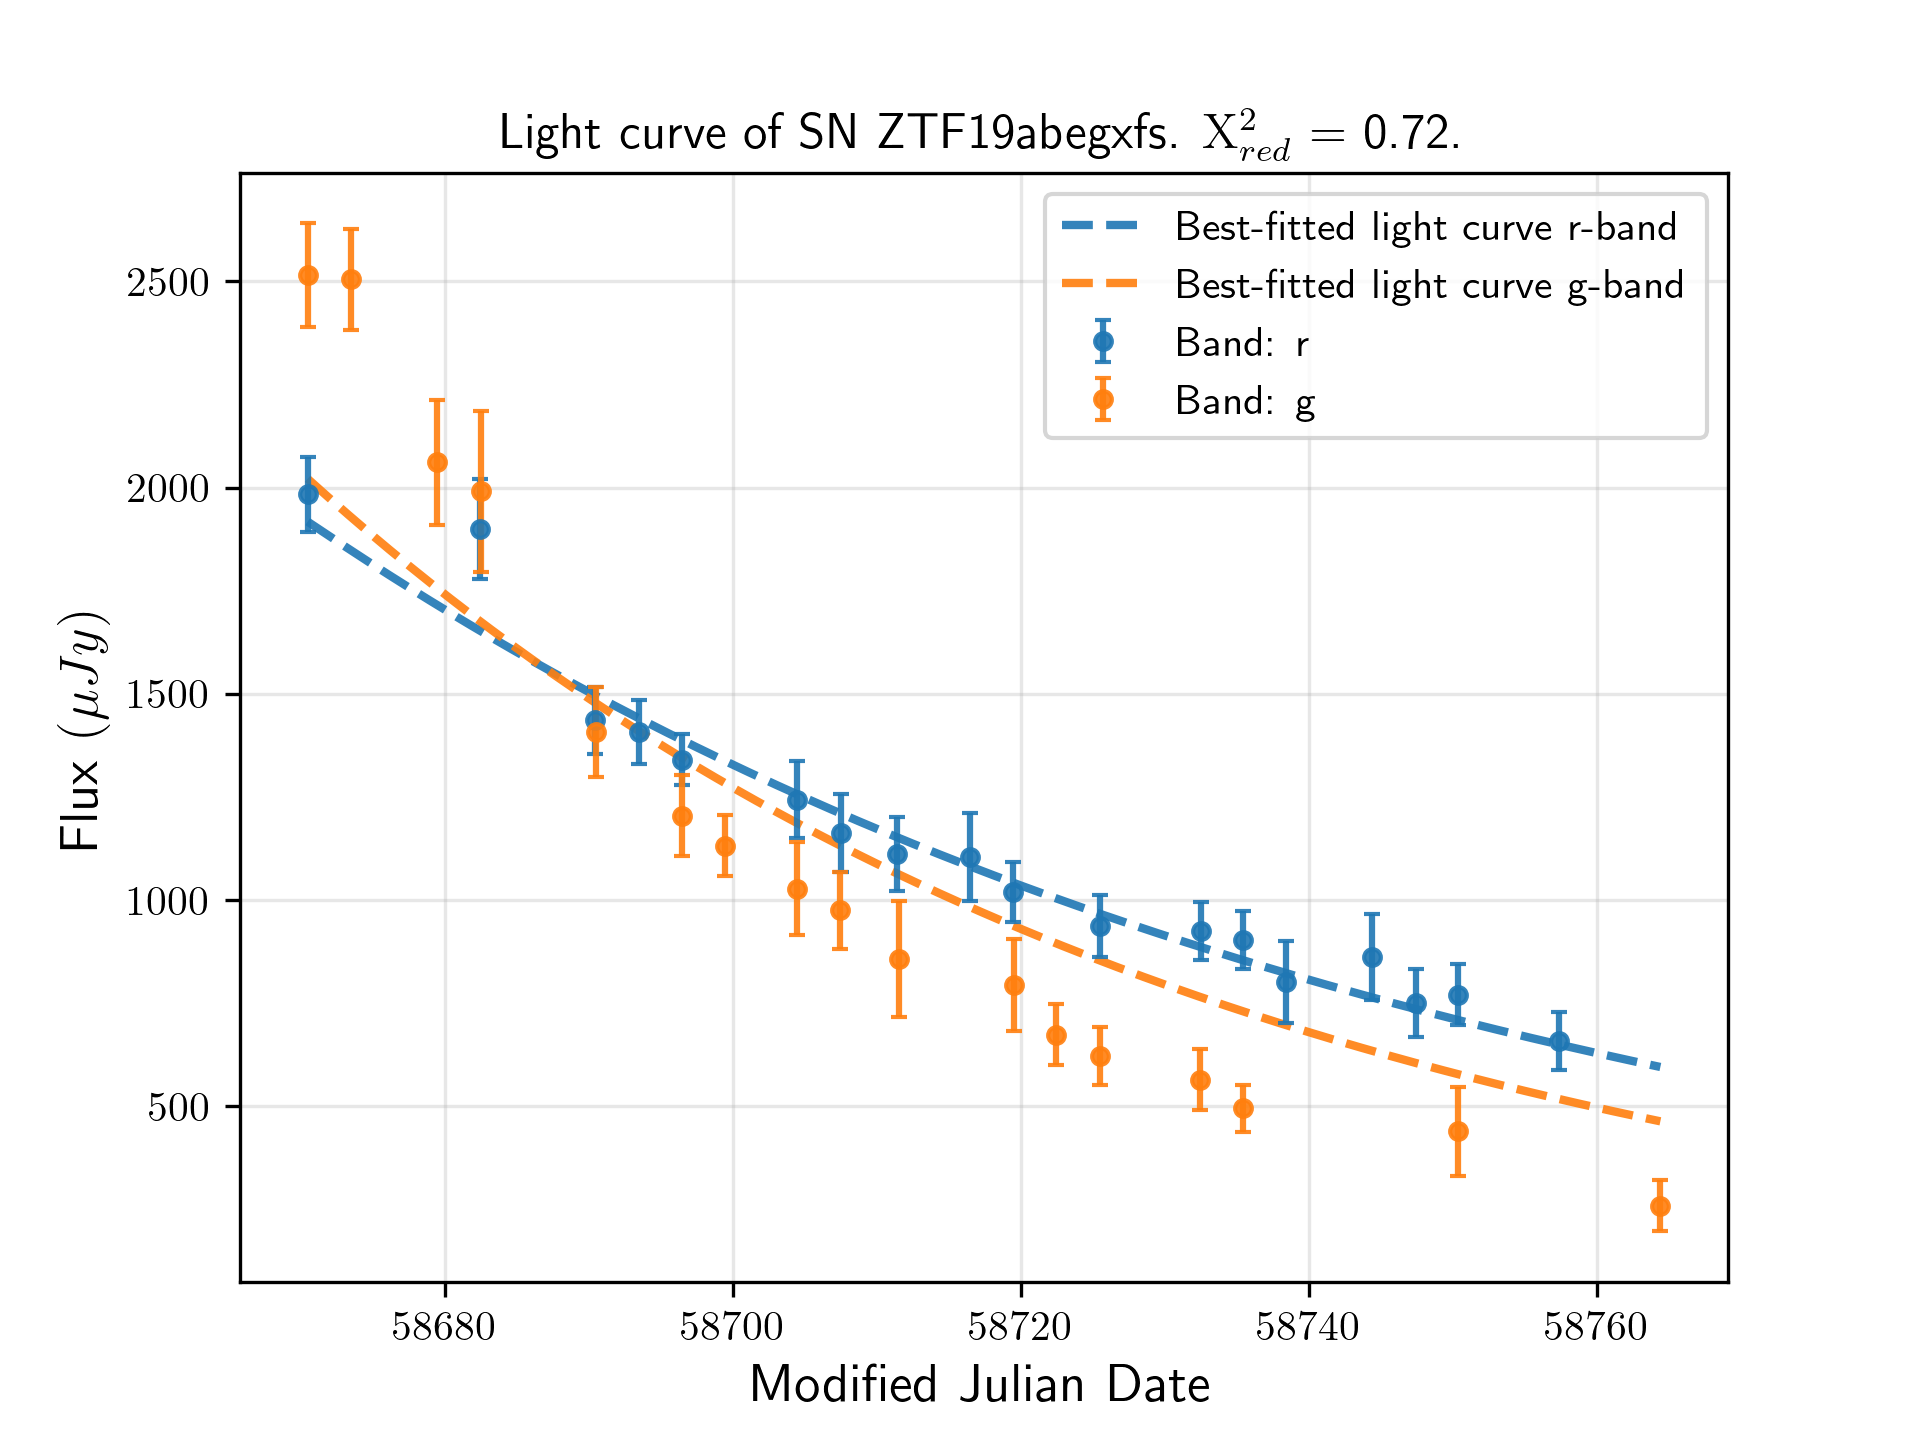 Light curve of SN ZTF19abegxfs. X²_red = 0.72.
Best-fitted light curve r-band
Best-fitted light curve g-band
Band: r
Band: g
Flux (μJy)
2500
2000
1500
1000
500
58680 58700 58720 58740 58760
Modified Julian Date